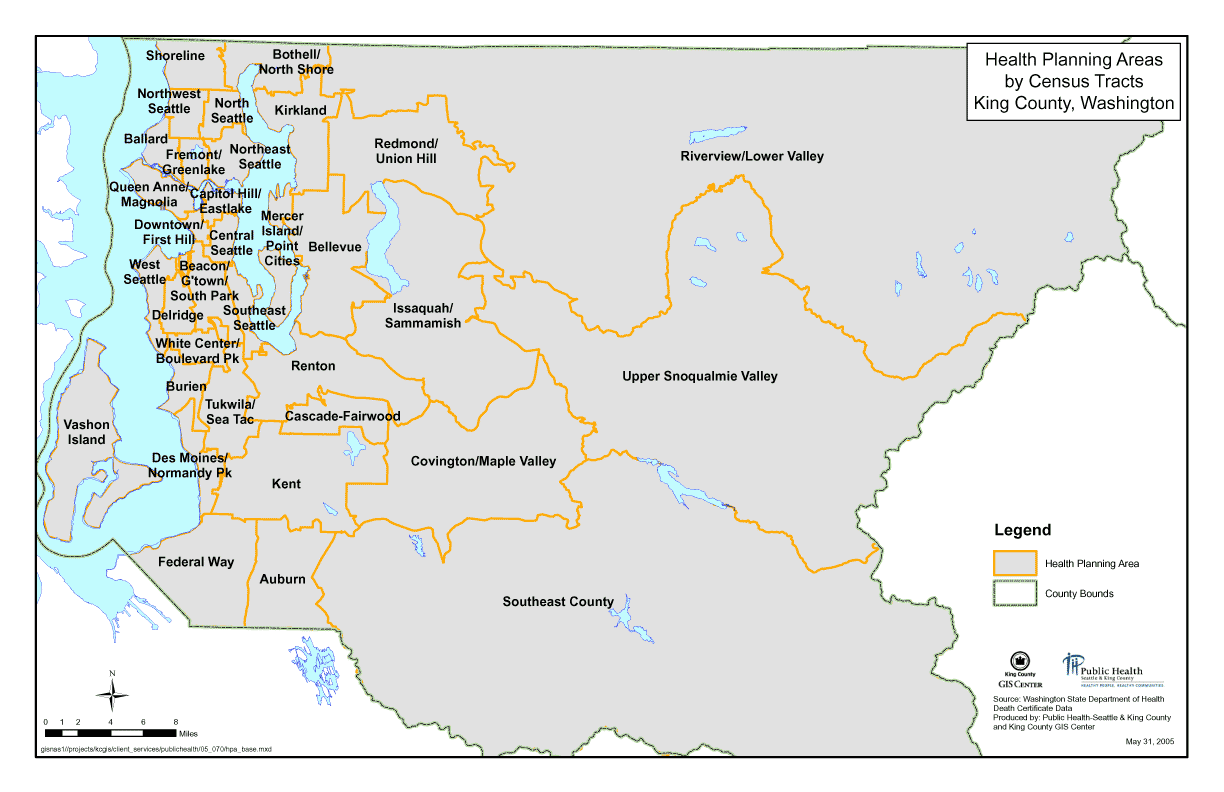 Health Planning Areas
by Census Tracts
King County, Washington
Shoreline
Bothell/
North Shore
Northwest
Seattle
North
Seattle
Kirkland
Ballard
Fremont/
Greenlake
Northeast
Seattle
Redmond/
Union Hill
Riverview/Lower Valley
Queen Anne/
Magnolia
Capitol Hill/
Eastlake
Downtown/
First Hill
Central
Seattle
Mercer
Island/
Point
Cities
Bellevue
West
Seattle
Beacon/
G'town/
South Park
Delridge
Southeast
Seattle
Issaquah/
Sammamish
White Center/
Boulevard Pk
Renton
Upper Snoqualmie Valley
Burien
Tukwila/
Sea Tac
Cascade-Fairwood
Vashon
Island
Des Moines/
Normandy Pk
Covington/Maple Valley
Kent
Federal Way
Auburn
Southeast County
Legend
Health Planning Area
County Bounds
N
0 1 2 4 6 8
Miles
King County
GIS CENTER
Public Health
Seattle & King County
HEALTHY PEOPLE. HEALTHY COMMUNITIES.
Source: Washington State Department of Health
Death Certificate Data
Produced by: Public Health-Seattle & King County
and King County GIS Center
May 31, 2005
gisnas1//projects/kcgis/client_services/publichealth/05_070/hpa_base.mxd